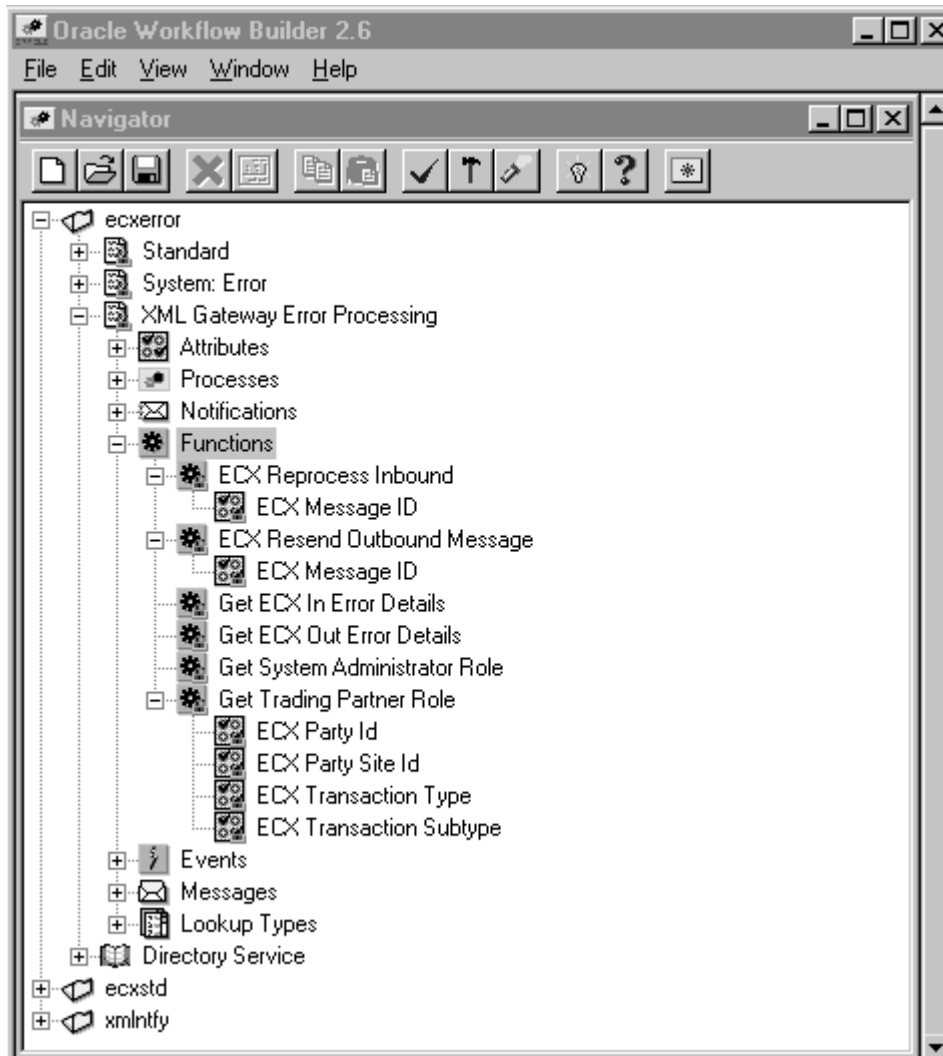 Oracle Workflow Builder 2.6
File Edit View Window Help
Navigator
ecxerror
Standard
System: Error
XML Gateway Error Processing
Attributes
Processes
Notifications
Functions
ECX Reprocess Inbound
ECX Message ID
ECX Resend Outbound Message
ECX Message ID
Get ECX In Error Details
Get ECX Out Error Details
Get System Administrator Role
Get Trading Partner Role
ECX Party Id
ECX Party Site Id
ECX Transaction Type
ECX Transaction Subtype
Events
Messages
Lookup Types
Directory Service
ecxstd
xmlntfy